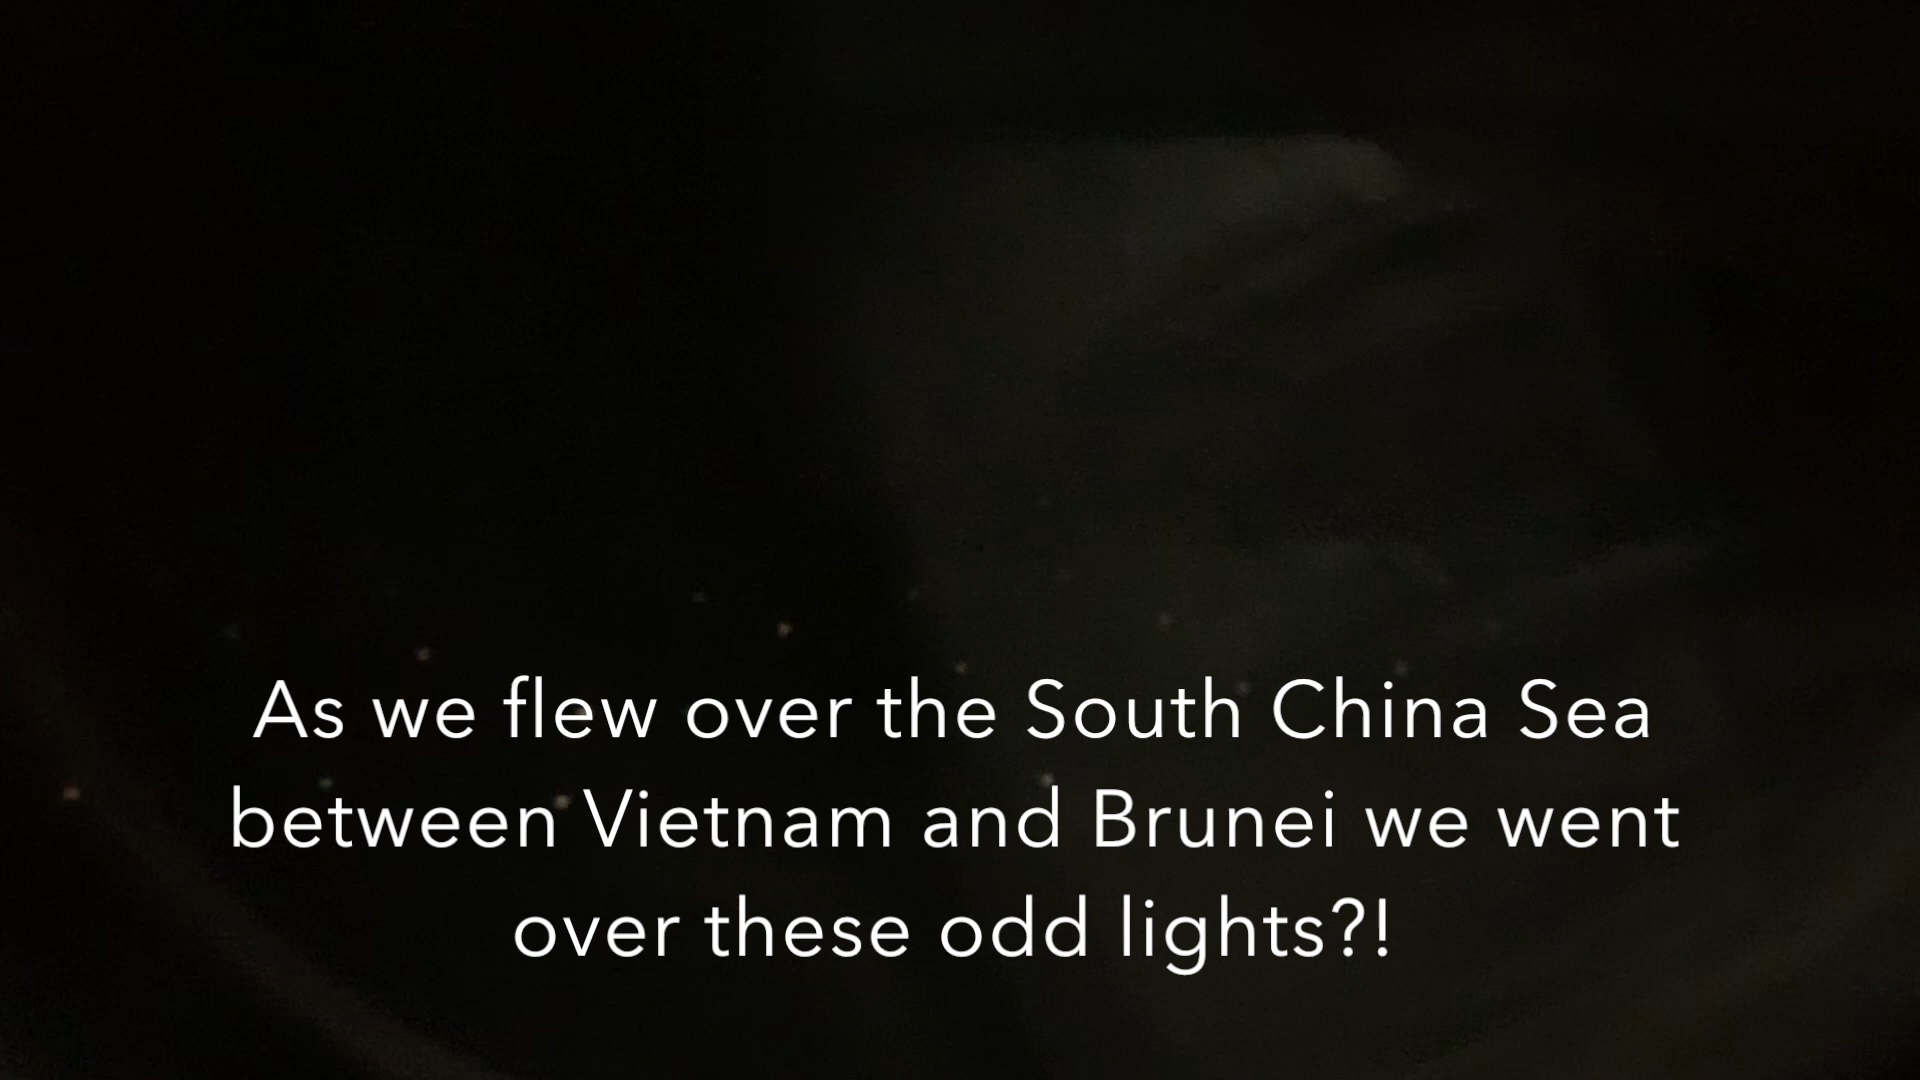 As we flew over the South China Sea
between Vietnam and Brunei we went
over these odd lights?!